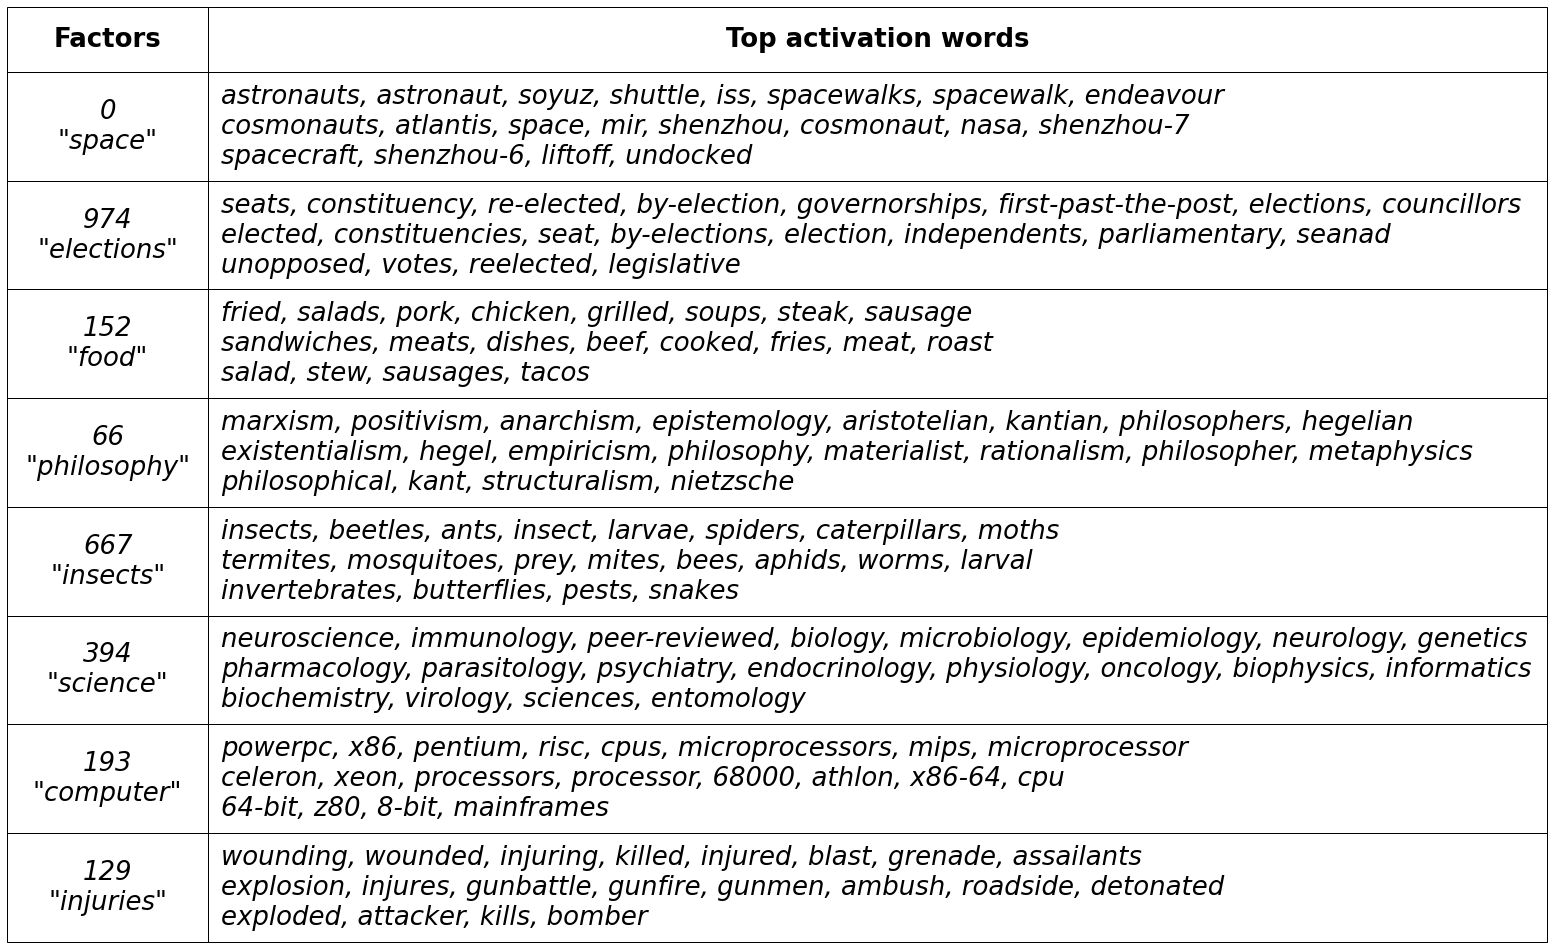 Factors
Top activation words
0
"space"
astronauts, astronaut, soyuz, shuttle, iss, spacewalks, spacewalk, endeavour
cosmonauts, atlantis, space, mir, shenzhou, cosmonaut, nasa, shenzhou-7
spacecraft, shenzhou-6, liftoff, undocked
974
"elections"
seats, constituency, re-elected, by-election, governorships, first-past-the-post, elections, councillors
elected, constituencies, seat, by-elections, election, independents, parliamentary, seanad
unopposed, votes, reelected, legislative
152
"food"
fried, salads, pork, chicken, grilled, soups, steak, sausage
sandwiches, meats, dishes, beef, cooked, fries, meat, roast
salad, stew, sausages, tacos
66
"philosophy"
marxism, positivism, anarchism, epistemology, aristotelian, kantian, philosophers, hegelian
existentialism, hegel, empiricism, philosophy, materialist, rationalism, philosopher, metaphysics
philosophical, kant, structuralism, nietzsche
667
"insects"
insects, beetles, ants, insect, larvae, spiders, caterpillars, moths
termites, mosquitoes, prey, mites, bees, aphids, worms, larval
invertebrates, butterflies, pests, snakes
394
"science"
neuroscience, immunology, peer-reviewed, biology, microbiology, epidemiology, neurology, genetics
pharmacology, parasitology, psychiatry, endocrinology, physiology, oncology, biophysics, informatics
biochemistry, virology, sciences, entomology
193
"computer"
powerpc, x86, pentium, risc, cpus, microprocessors, mips, microprocessor
celeron, xeon, processors, processor, 68000, athlon, x86-64, cpu
64-bit, z80, 8-bit, mainframes
129
"injuries"
wounding, wounded, injuring, killed, injured, blast, grenade, assailants
explosion, injures, gunbattle, gunfire, gunmen, ambush, roadside, detonated
exploded, attacker, kills, bomber